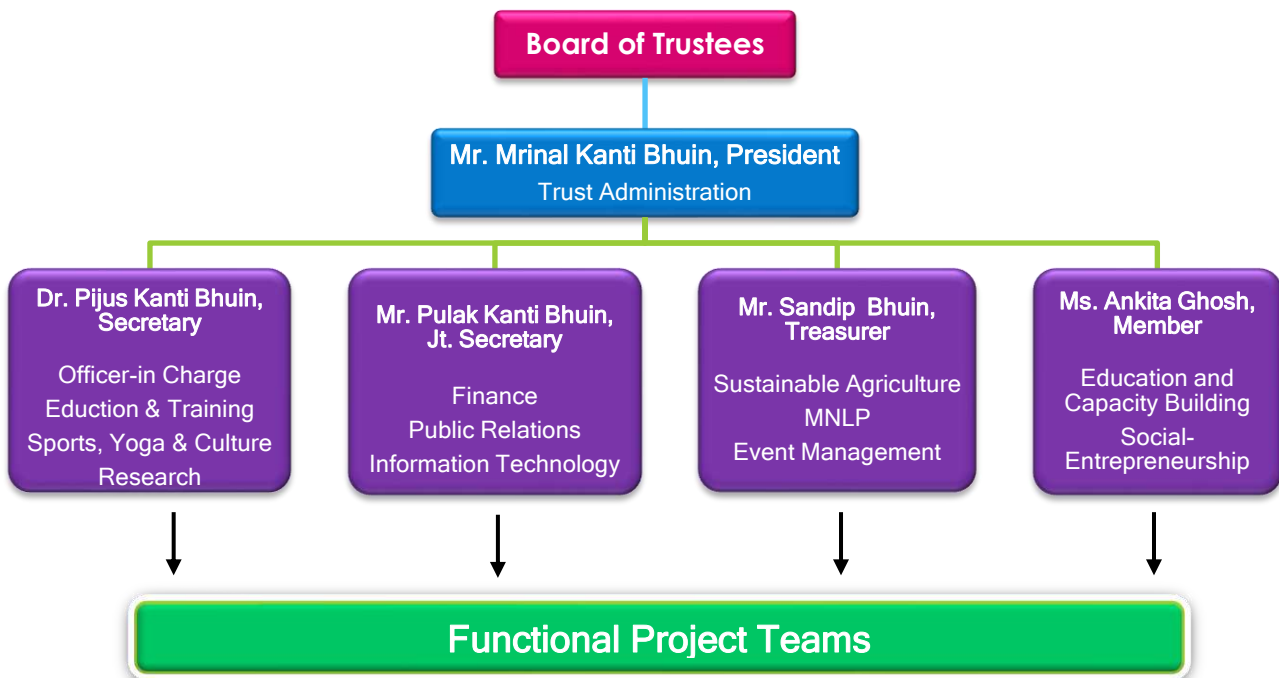 Board of Trustees
Mr. Mrinal Kanti Bhuin, President
Trust Administration
Dr. Pijus Kanti Bhuin,
Secretary
Officer-in Charge
Eduction & Training
Sports, Yoga & Culture
Research
Mr. Pulak Kanti Bhuin,
Jt. Secretary
Finance
Public Relations
Information Technology
Mr. Sandip Bhuin,
Treasurer
Sustainable Agriculture
MNLP
Event Management
Ms. Ankita Ghosh,
Member
Education and
Capacity Building
Social-
Entrepreneurship
Functional Project Teams